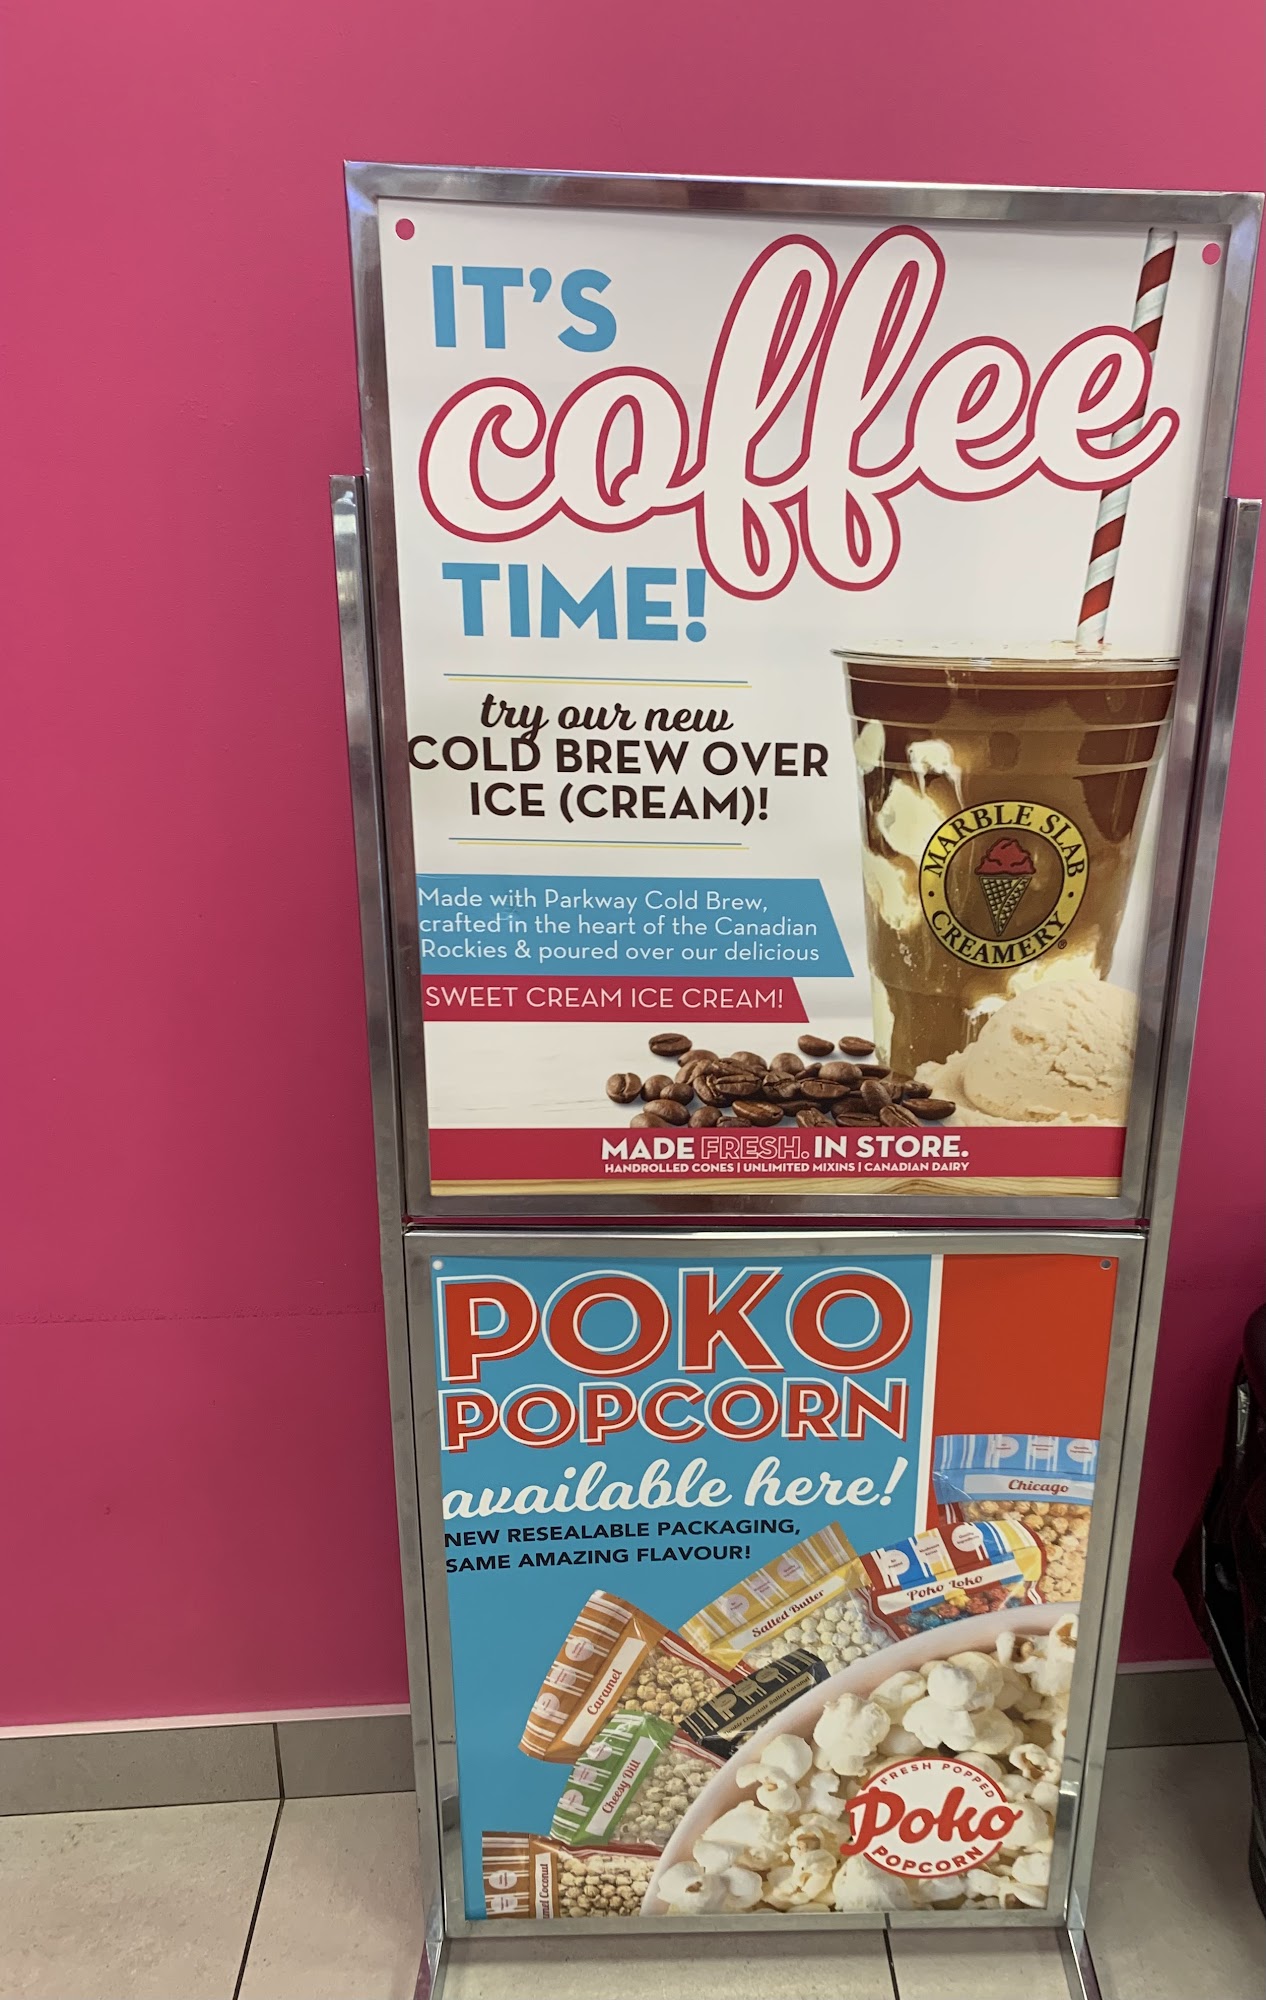 IT'S
coffee
TIME!
try our new
COLD BREW OVER
ICE (CREAM)!
Made with Parkway Cold Brew,
crafted in the heart of the Canadian
Rockies & poured over our delicious
SWEET CREAM ICE CREAM!
MARBLE SLAB
CREAMERY
MADE FRESH. IN STORE.
HANDROLLED CONES | UNLIMITED MIXINS | CANADIAN DAIRY
POKO
POPCORN
available here!
NEW RESEALABLE PACKAGING,
SAME AMAZING FLAVOUR!
Chicago
Poko Loko
Salted Butter
Caramel
Cheesy Dill
Coconut
FRESH POPPED
Poko
POPCORN